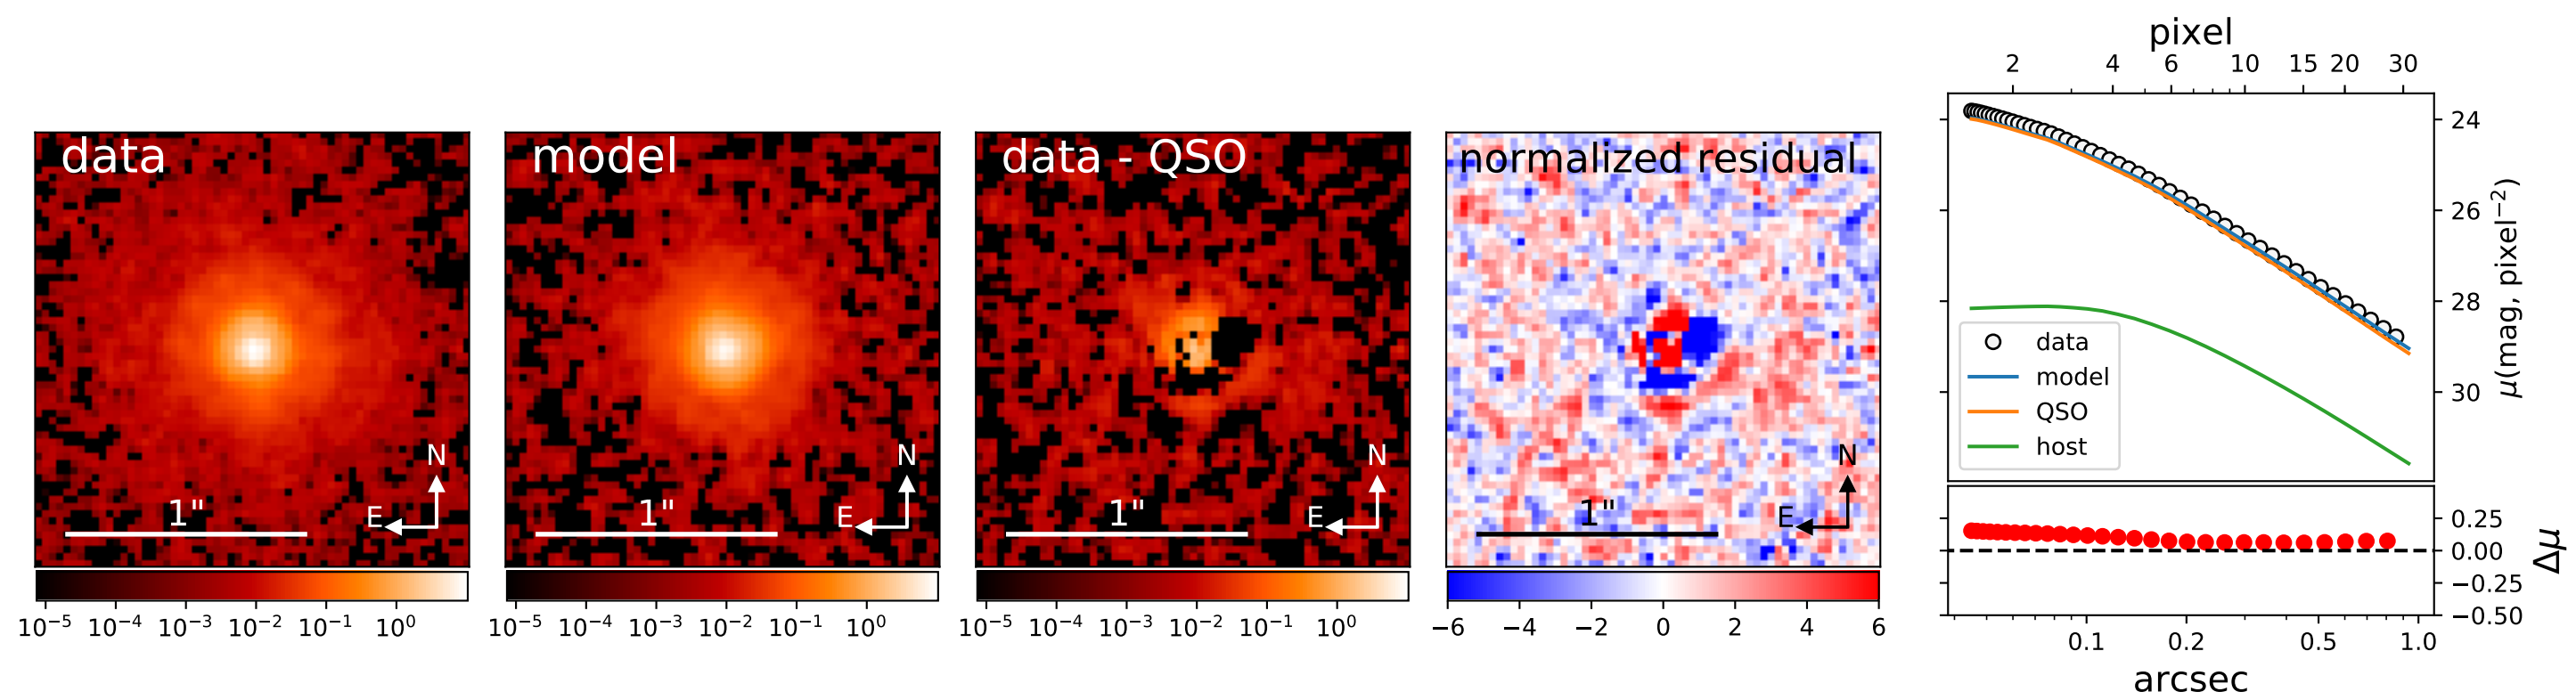 data
N
E
1"
10⁻⁵ 10⁻⁴ 10⁻³ 10⁻² 10⁻¹ 10⁰
model
N
E
1"
10⁻⁵ 10⁻⁴ 10⁻³ 10⁻² 10⁻¹ 10⁰
data - QSO
N
E
1"
10⁻⁵ 10⁻⁴ 10⁻³ 10⁻² 10⁻¹ 10⁰
normalized residual
N
E
1"
−6 −4 −2 0 2 4 6
pixel
2 4 6 10 15 20 30
24
26
28
30
μ(mag, pixel⁻²)
data
model
QSO
host
0.25
0.00
−0.25
−0.50
Δμ
0.1 0.2 0.5 1.0
arcsec